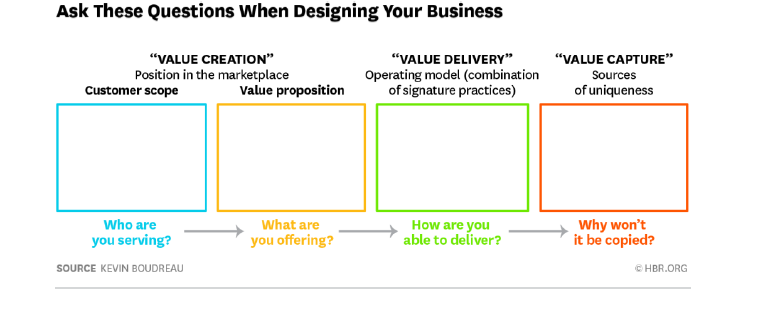 Ask These Questions When Designing Your Business
“VALUE CREATION”
Position in the marketplace
Customer scope
Value proposition
“VALUE DELIVERY”
Operating model (combination
of signature practices)
“VALUE CAPTURE”
Sources
of uniqueness
Who are
you serving?
What are
you offering?
How are you
able to deliver?
Why won’t
it be copied?
SOURCE KEVIN BOUDREAU
© HBR.ORG